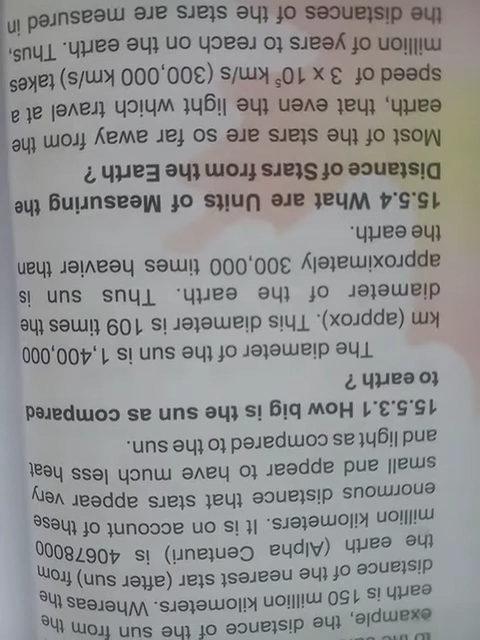 example, the distance of the sun from the
earth is 150 million kilometers. Whereas the
distance of the nearest star (after sun) from
the earth (Alpha Centauri) is 40678000
million kilometers. It is on account of these
enormous distance that stars appear very
small and appear to have much less heat
and light as compared to the sun.
15.5.3.1 How big is the sun as compared
to earth ?
The diameter of the sun is 1,400,000
km (approx). This diameter is 109 times the
diameter of the earth. Thus sun is
approximately 300,000 times heavier than
the earth.
15.5.4 What are Units of Measuring the
Distance of Stars from the Earth ?
Most of the stars are so far away from the
earth, that even the light which travel at a
speed of 3 x 10⁵ km/s (300,000 km/s) takes
million of years to reach on the earth. Thus,
the distances of the stars are measured in